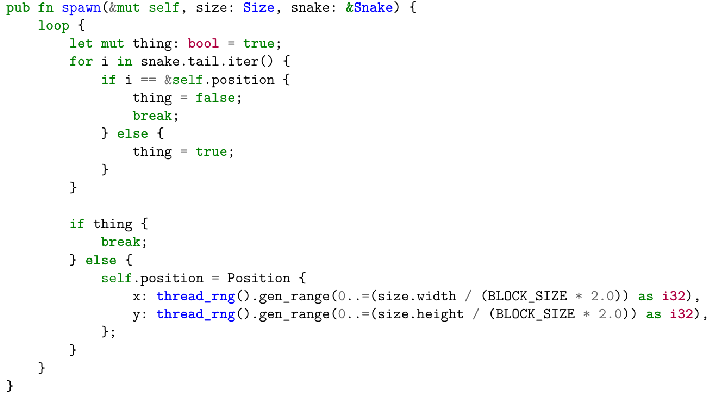 pub fn spawn(&mut self, size: Size, snake: &Snake) {
    loop {
        let mut thing: bool = true;
        for i in snake.tail.iter() {
            if i == &self.position {
                thing = false;
                break;
            } else {
                thing = true;
            }
        }

        if thing {
            break;
        } else {
            self.position = Position {
                x: thread_rng().gen_range(0..=(size.width / (BLOCK_SIZE * 2.0)) as i32),
                y: thread_rng().gen_range(0..=(size.height / (BLOCK_SIZE * 2.0)) as i32),
            };
        }
    }
}